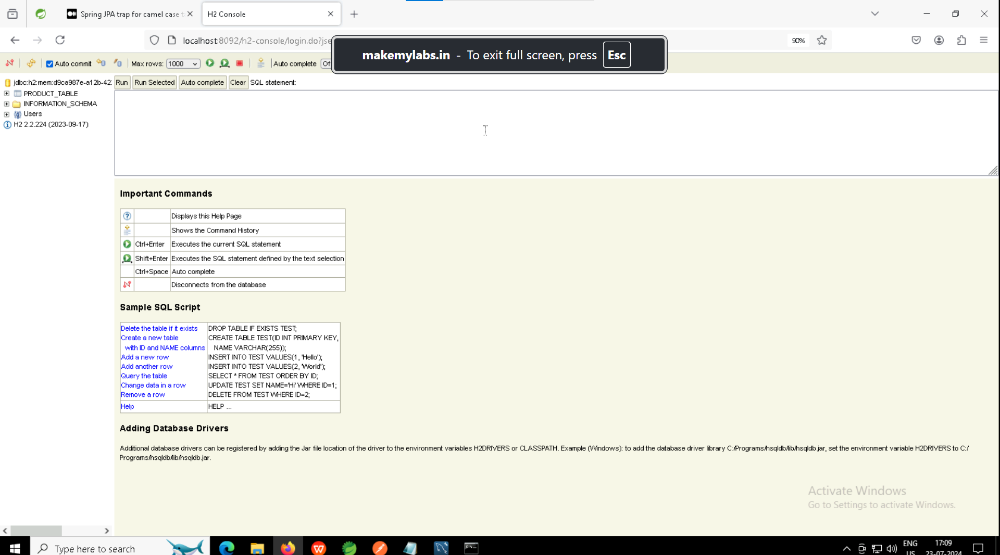 Spring JPA trap for camel case t
H2 Console
localhost:8092/h2-console/login.do?jse
90%
makemylabs.in - To exit full screen, press Esc
Auto commit
Max rows: 1000
Auto complete
Of
jdbc:h2:mem:d9ca987e-a12b-42
Run
Run Selected
Auto complete
Clear
SQL statement:
PRODUCT_TABLE
INFORMATION_SCHEMA
Users
H2 2.2.224 (2023-09-17)
Important Commands
Displays this Help Page
Shows the Command History
Ctrl+Enter Executes the current SQL statement
Shift+Enter Executes the SQL statement defined by the text selection
Ctrl+Space Auto complete
Disconnects from the database
Sample SQL Script
Delete the table if it exists DROP TABLE IF EXISTS TEST;
Create a new table CREATE TABLE TEST(ID INT PRIMARY KEY,
with ID and NAME columns NAME VARCHAR(255));
Add a new row INSERT INTO TEST VALUES(1, 'Hello');
Add another row INSERT INTO TEST VALUES(2, 'World');
Query the table SELECT * FROM TEST ORDER BY ID;
Change data in a row UPDATE TEST SET NAME='Hi' WHERE ID=1;
Remove a row DELETE FROM TEST WHERE ID=2;
Help HELP ...
Adding Database Drivers
Additional database drivers can be registered by adding the Jar file location of the driver to the environment variables H2DRIVERS or CLASSPATH. Example (Windows): to add the database driver library C:/Programs/hsqldb/lib/hsqldb.jar, set the environment variable H2DRIVERS to C:/
Programs/hsqldb/lib/hsqldb.jar.
Activate Windows
Go to Settings to activate Windows.
Type here to search
ENG
US
17:09
23-07-2024